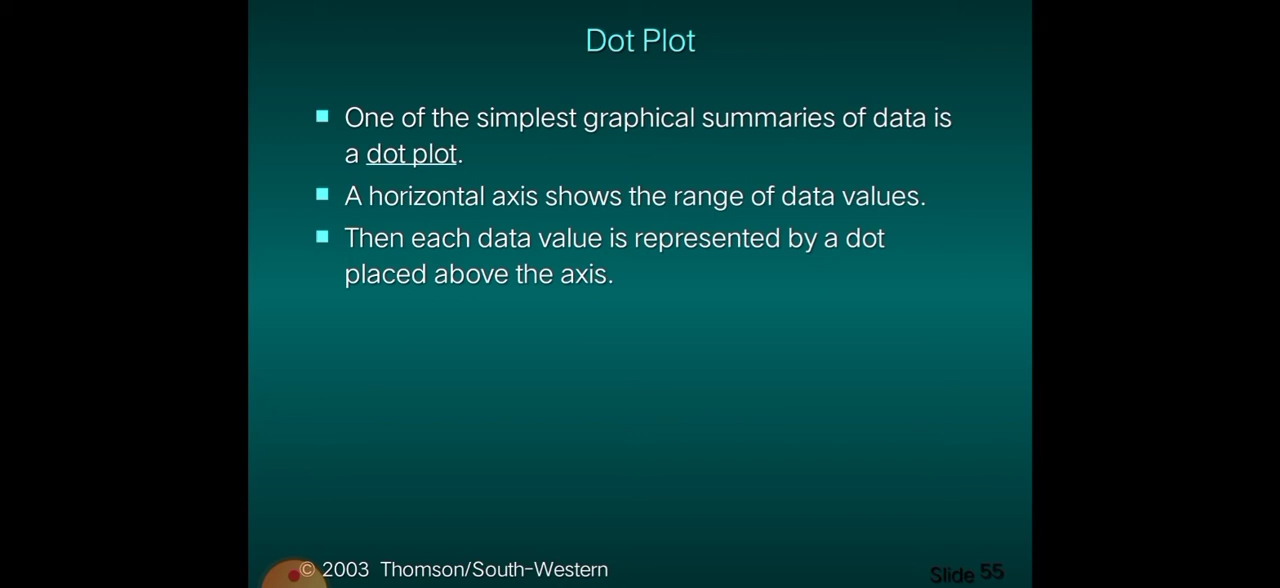 Dot Plot
One of the simplest graphical summaries of data is
a dot plot.
A horizontal axis shows the range of data values.
Then each data value is represented by a dot
placed above the axis.
© 2003 Thomson/South-Western
Slide 55